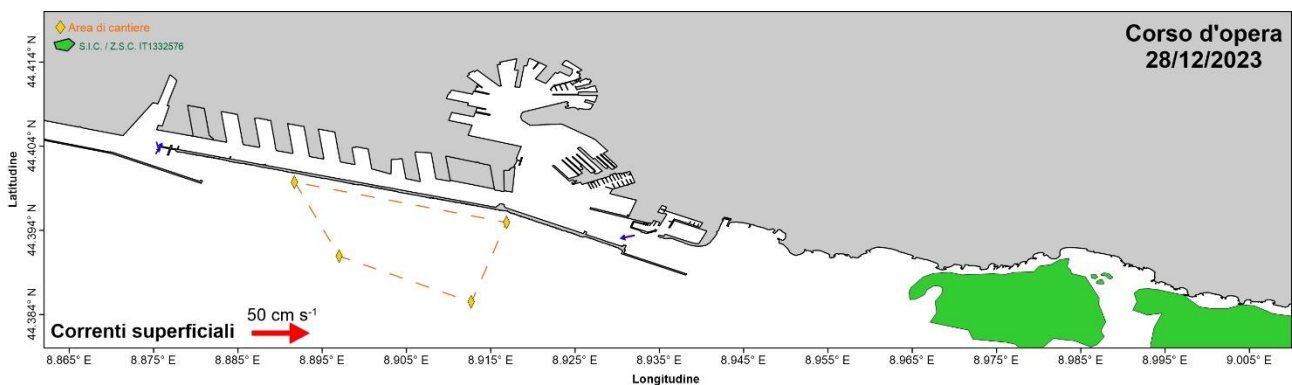 Area di cantiere
S.I.C. / Z.S.C. IT1332576
Corso d'opera
28/12/2023
Latitudine
44.414° N
44.404° N
44.394° N
44.384° N
Correnti superficiali
50 cm s⁻¹
8.865° E 8.875° E 8.885° E 8.895° E 8.905° E 8.915° E 8.925° E 8.935° E 8.945° E 8.955° E 8.965° E 8.975° E 8.985° E 8.995° E 9.005° E
Longitudine